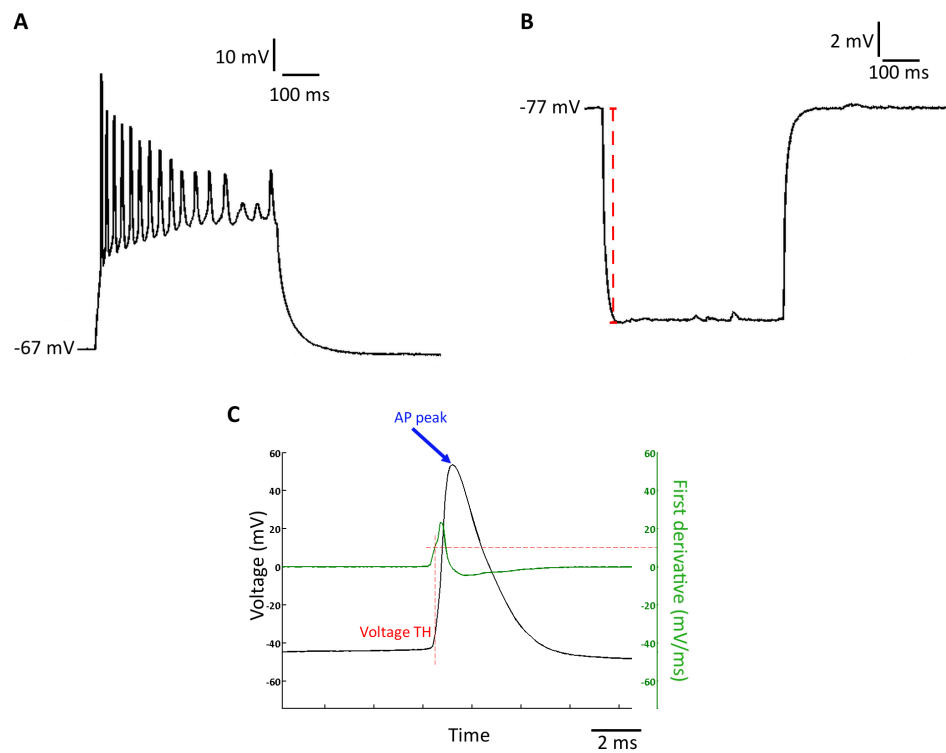 A
10 mV
100 ms
-67 mV
B
2 mV
100 ms
-77 mV
C
AP peak
60
40
20
0
-20
-40
-60
Voltage (mV)
Voltage TH
60
40
20
0
-20
-40
-60
First derivative (mV/ms)
Time
2 ms